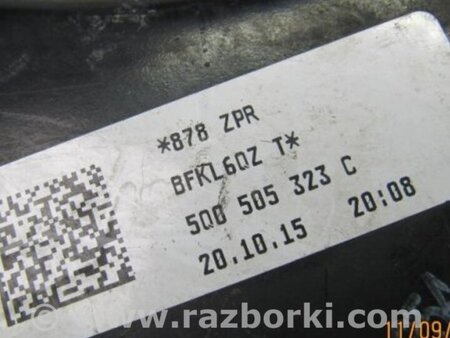 *878 ZPR
BFKL6QZ T*
5Q0 505 323 C
20.10.15 20:08
www.razborki.com
11/09/